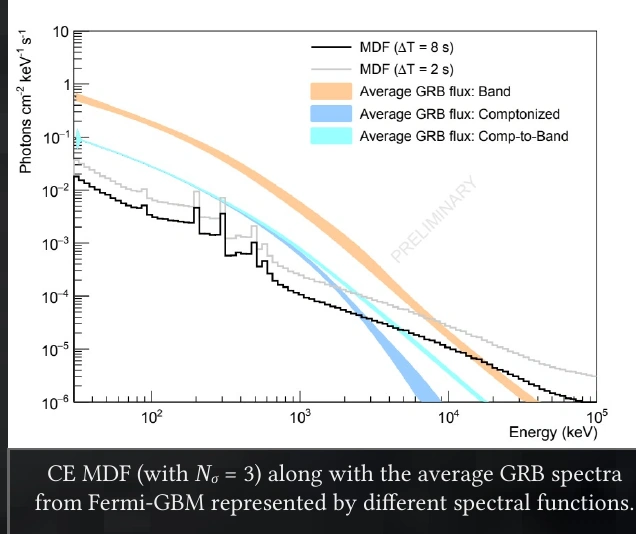 Photons cm⁻² keV⁻¹ s⁻¹
10
1
10⁻¹
10⁻²
10⁻³
10⁻⁴
10⁻⁵
10⁻⁶
MDF (ΔT = 8 s)
MDF (ΔT = 2 s)
Average GRB flux: Band
Average GRB flux: Comptonized
Average GRB flux: Comp-to-Band
PRELIMINARY
10² 10³ 10⁴ 10⁵
Energy (keV)
CE MDF (with Nσ = 3) along with the average GRB spectra
from Fermi-GBM represented by different spectral functions.